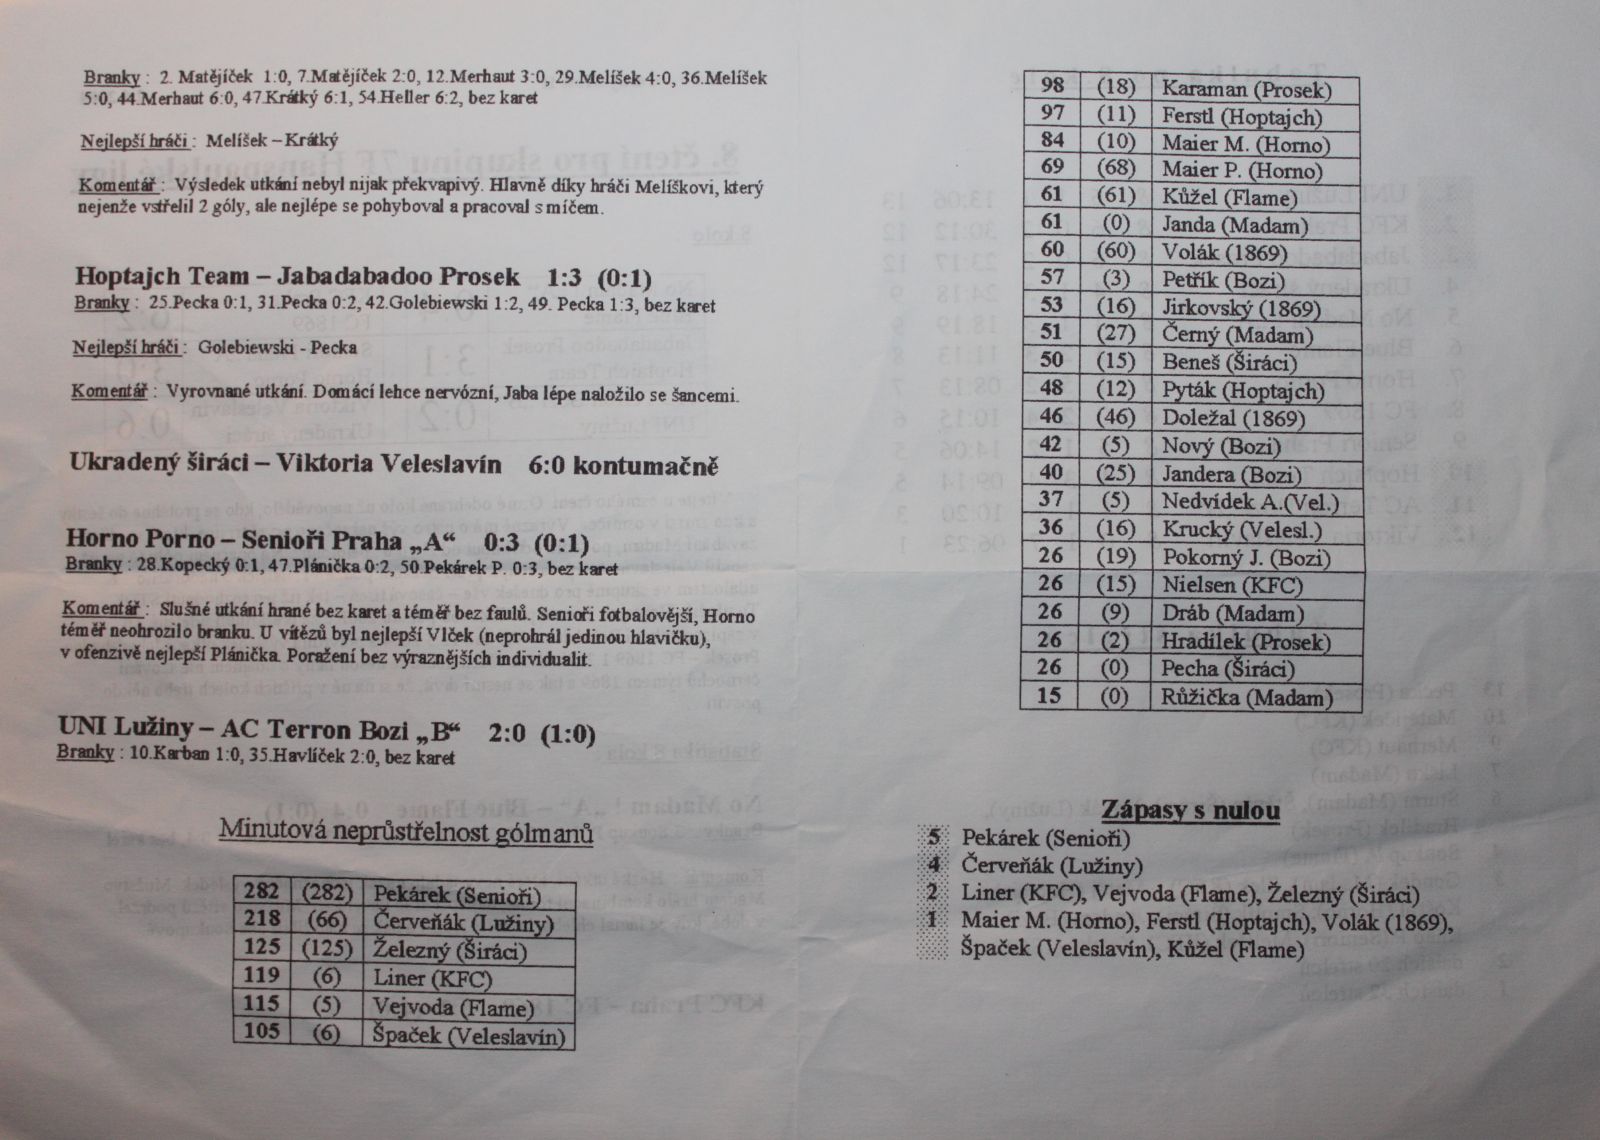 Branky : 2. Matějíček 1:0, 7.Matějíček 2:0, 12.Merhaut 3:0, 29.Melíšek 4:0, 36.Melíšek
5:0, 44.Merhaut 6:0, 47.Krátký 6:1, 54.Heller 6:2, bez karet
Nejlepší hráči : Melíšek – Krátký
Komentář : Výsledek utkání nebyl nijak překvapivý. Hlavně díky hráči Melíškovi, který
nejenže vstřelil 2 góly, ale nejlépe se pohyboval a pracoval s míčem.
Hoptajch Team – Jabadabadoo Prosek 1:3 (0:1)
Branky : 25.Pecka 0:1, 31.Pecka 0:2, 42.Golebiewski 1:2, 49. Pecka 1:3, bez karet
Nejlepší hráči : Golebiewski - Pecka
Komentář : Vyrovnané utkání. Domácí lehce nervózní, Jaba lépe naložilo se šancemi.
Ukradený širáci – Viktoria Veleslavín 6:0 kontumačně
Horno Porno – Senioři Praha „A“ 0:3 (0:1)
Branky : 28.Kopecký 0:1, 47.Plánička 0:2, 50.Pekárek P. 0:3, bez karet
Komentář : Slušné utkání hrané bez karet a téměř bez faulů. Senioři fotbalovější, Horno
téměř neohrozilo branku. U vítězů byl nejlepší Vlček (neprohrál jedinou hlavičku),
v ofenzivě nejlepší Plánička. Poražení bez výraznějších individualit.
UNI Lužiny – AC Terron Bozi „B“ 2:0 (1:0)
Branky : 10.Karban 1:0, 35.Havlíček 2:0, bez karet
Minutová neprůstřelnost gólmanů
282 (282) Pekárek (Senioři)
218 (66) Červeňák (Lužiny)
125 (125) Železný (Širáci)
119 (6) Liner (KFC)
115 (5) Vejvoda (Flame)
105 (6) Špaček (Veleslavín)
98 (18) Karaman (Prosek)
97 (11) Ferstl (Hoptajch)
84 (10) Maier M. (Horno)
69 (68) Maier P. (Horno)
61 (61) Kůžel (Flame)
61 (0) Janda (Madam)
60 (60) Volák (1869)
57 (3) Petřík (Bozi)
53 (16) Jirkovský (1869)
51 (27) Černý (Madam)
50 (15) Beneš (Širáci)
48 (12) Pyták (Hoptajch)
46 (46) Doležal (1869)
42 (5) Nový (Bozi)
40 (25) Jandera (Bozi)
37 (5) Nedvídek A.(Vel.)
36 (16) Krucký (Velesl.)
26 (19) Pokorný J. (Bozi)
26 (15) Nielsen (KFC)
26 (9) Dráb (Madam)
26 (2) Hradílek (Prosek)
26 (0) Pecha (Širáci)
15 (0) Růžička (Madam)
Zápasy s nulou
5 Pekárek (Senioři)
4 Červeňák (Lužiny)
2 Liner (KFC), Vejvoda (Flame), Železný (Širáci)
1 Maier M. (Horno), Ferstl (Hoptajch), Volák (1869),
Špaček (Veleslavín), Kůžel (Flame)